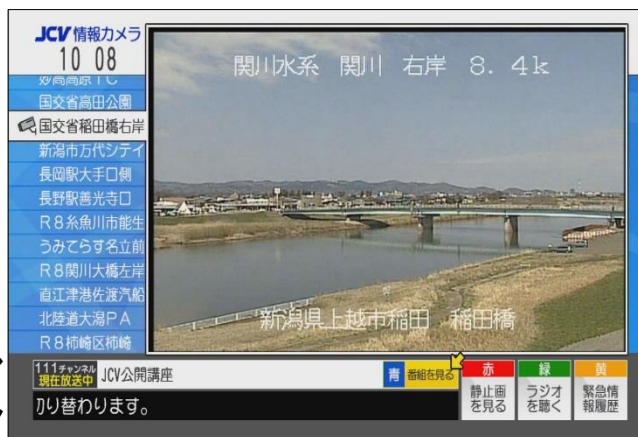 JCV 情報カメラ
10 08
妙高高原IC
国交省高田公園
国交省稲田橋右岸
新潟市万代シテイ
長岡駅大手口側
長野駅善光寺口
R8糸魚川市能生
うみてらす名立前
R8関川大橋左岸
直江津港佐渡汽船
北陸道大潟PA
R8柿崎区柿崎
関川水系 関川 右岸 8.4k
新潟県上越市稲田 稲田橋
111チャンネル
現在放送中 JCV公開講座
青 番組を見る
赤
静止画
を見る
緑
ラジオ
を聴く
黄
緊急情
報履歴
切り替わります。